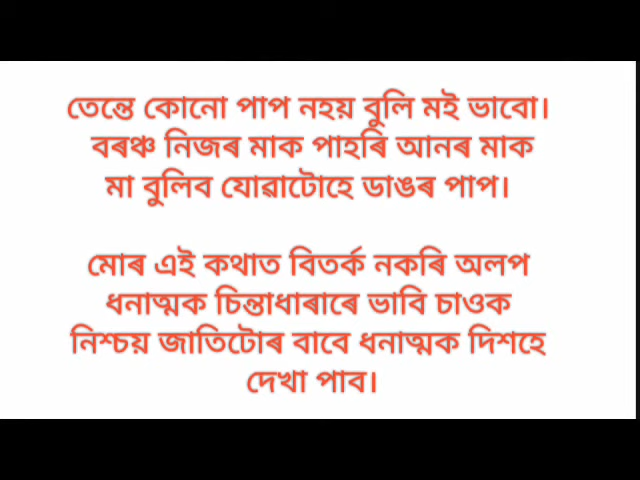 তেন্তে কোনো পাপ নহয় বুলি মই ভাবো।
বৰঞ্চ নিজৰ মাক পাহৰি আনৰ মাক
মা বুলিব যোৱাটোহে ডাঙৰ পাপ।
মোৰ এই কথাত বিতৰ্ক নকৰি অলপ
ধনাত্মক চিন্তাধাৰাৰে ভাবি চাওক
নিশ্চয় জাতিটোৰ বাবে ধনাত্মক দিশহে
দেখা পাব।